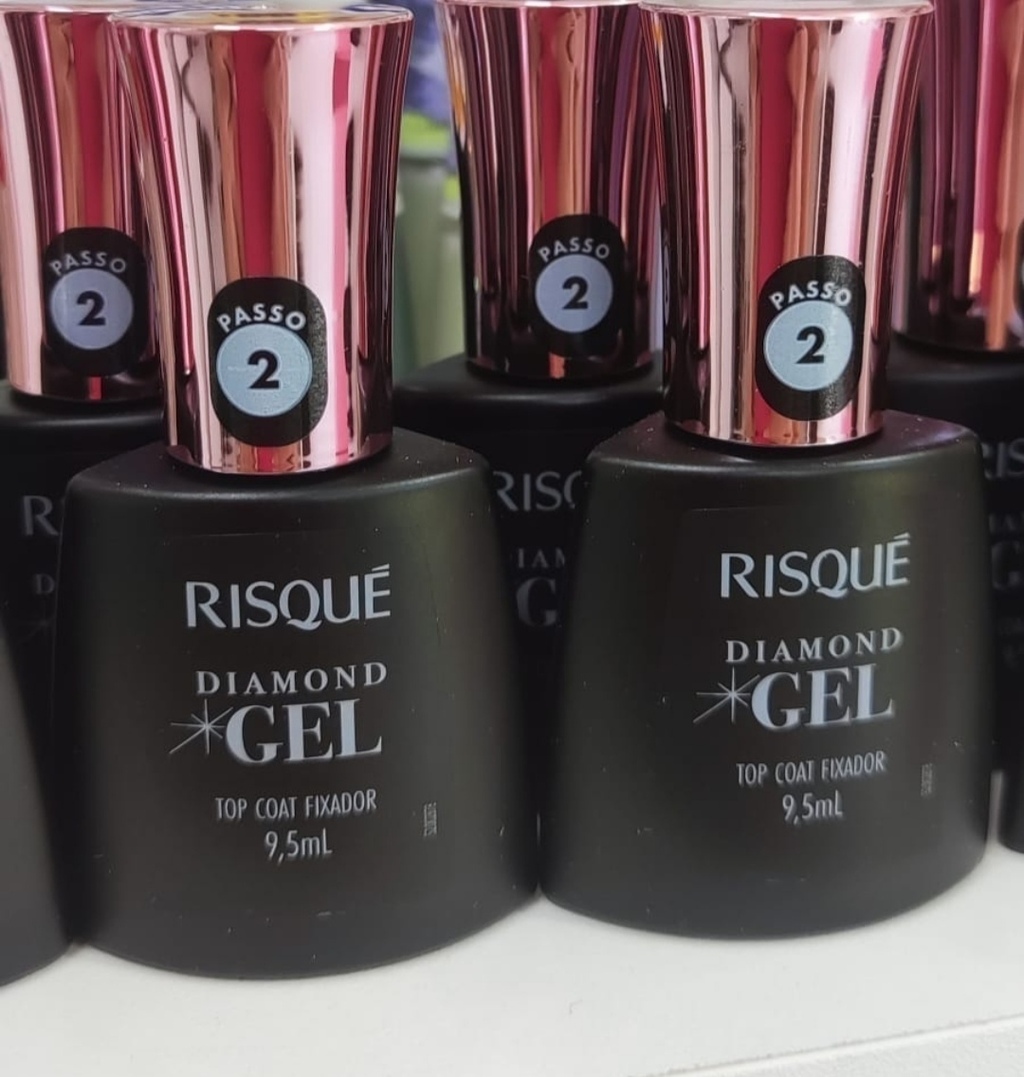 PASSO
2
PASSO
2
PASSO
2
PASSO
2
RISQUÉ
DIAMOND
GEL
TOP COAT FIXADOR
9,5mL
RISQUÉ
DIAMOND
GEL
TOP COAT FIXADOR
9,5mL